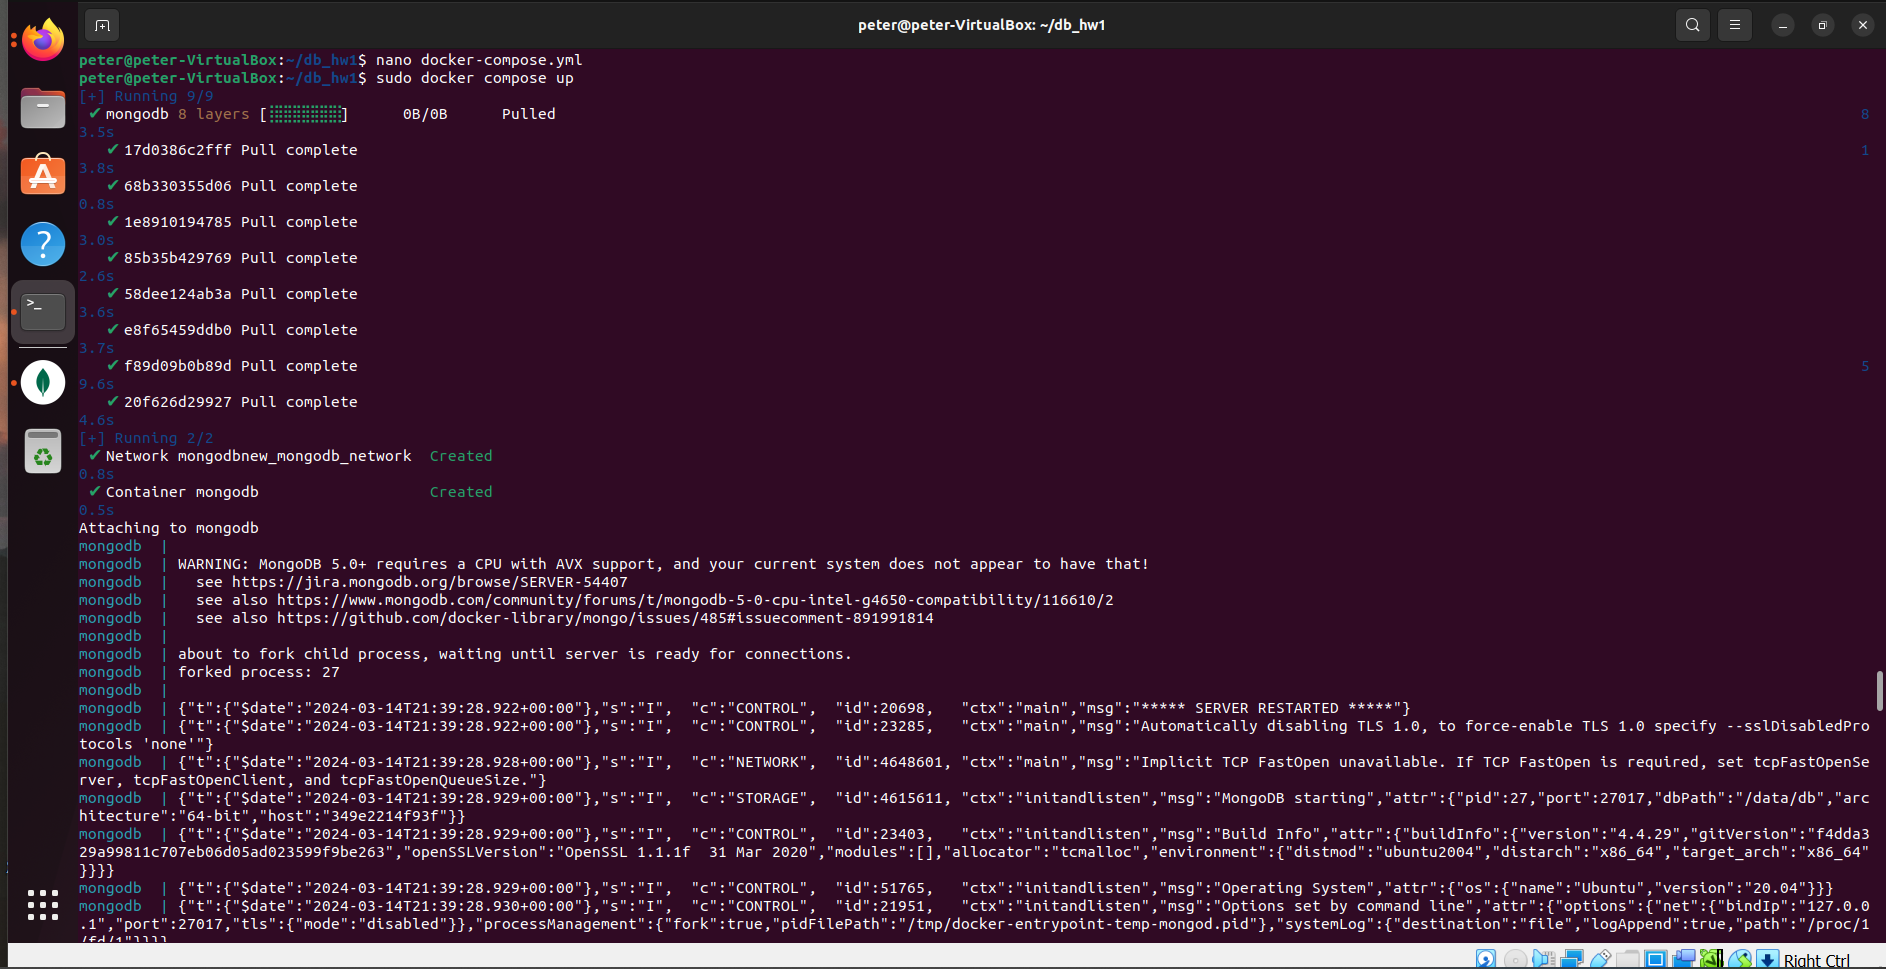 peter@peter-VirtualBox: ~/db_hw1
peter@peter-VirtualBox:~/db_hw1$ nano docker-compose.yml
peter@peter-VirtualBox:~/db_hw1$ sudo docker compose up
[+] Running 9/9
✔ mongodb 8 layers [⣿⣿⣿⣿⣿⣿⣿⣿] 0B/0B Pulled 8
3.5s
✔ 17d0386c2fff Pull complete 1
3.8s
✔ 68b330355d06 Pull complete
0.8s
✔ 1e8910194785 Pull complete
3.0s
✔ 85b35b429769 Pull complete
2.6s
✔ 58dee124ab3a Pull complete
3.6s
✔ e8f65459ddb0 Pull complete
3.7s
✔ f89d09b0b89d Pull complete 5
9.6s
✔ 20f626d29927 Pull complete
4.6s
[+] Running 2/2
✔ Network mongodbnew_mongodb_network Created
0.8s
✔ Container mongodb Created
0.5s
Attaching to mongodb
mongodb |
mongodb | WARNING: MongoDB 5.0+ requires a CPU with AVX support, and your current system does not appear to have that!
mongodb | see https://jira.mongodb.org/browse/SERVER-54407
mongodb | see also https://www.mongodb.com/community/forums/t/mongodb-5-0-cpu-intel-g4650-compatibility/116610/2
mongodb | see also https://github.com/docker-library/mongo/issues/485#issuecomment-891991814
mongodb |
mongodb | about to fork child process, waiting until server is ready for connections.
mongodb | forked process: 27
mongodb |
mongodb | {"t":{"$date":"2024-03-14T21:39:28.922+00:00"},"s":"I", "c":"CONTROL", "id":20698, "ctx":"main","msg":"***** SERVER RESTARTED *****"}
mongodb | {"t":{"$date":"2024-03-14T21:39:28.922+00:00"},"s":"I", "c":"CONTROL", "id":23285, "ctx":"main","msg":"Automatically disabling TLS 1.0, to force-enable TLS 1.0 specify --sslDisabledPro
tocols 'none'"}
mongodb | {"t":{"$date":"2024-03-14T21:39:28.928+00:00"},"s":"I", "c":"NETWORK", "id":4648601, "ctx":"main","msg":"Implicit TCP FastOpen unavailable. If TCP FastOpen is required, set tcpFastOpenSe
rver, tcpFastOpenClient, and tcpFastOpenQueueSize."}
mongodb | {"t":{"$date":"2024-03-14T21:39:28.929+00:00"},"s":"I", "c":"STORAGE", "id":4615611, "ctx":"initandlisten","msg":"MongoDB starting","attr":{"pid":27,"port":27017,"dbPath":"/data/db","arc
hitecture":"64-bit","host":"349e2214f93f"}}
mongodb | {"t":{"$date":"2024-03-14T21:39:28.929+00:00"},"s":"I", "c":"CONTROL", "id":23403, "ctx":"initandlisten","msg":"Build Info","attr":{"buildInfo":{"version":"4.4.29","gitVersion":"f4dda3
29a99811c707eb06d05ad023599f9be263","openSSLVersion":"OpenSSL 1.1.1f 31 Mar 2020","modules":[],"allocator":"tcmalloc","environment":{"distmod":"ubuntu2004","distarch":"x86_64","target_arch":"x86_64"
}}}}
mongodb | {"t":{"$date":"2024-03-14T21:39:28.929+00:00"},"s":"I", "c":"CONTROL", "id":51765, "ctx":"initandlisten","msg":"Operating System","attr":{"os":{"name":"Ubuntu","version":"20.04"}}}
mongodb | {"t":{"$date":"2024-03-14T21:39:28.930+00:00"},"s":"I", "c":"CONTROL", "id":21951, "ctx":"initandlisten","msg":"Options set by command line","attr":{"options":{"net":{"bindIp":"127.0.0
.1","port":27017,"tls":{"mode":"disabled"}},"processManagement":{"fork":true,"pidFilePath":"/tmp/docker-entrypoint-temp-mongod.pid"},"systemLog":{"destination":"file","logAppend":true,"path":"/proc/1
/fd/1"}}}}
Right Ctrl